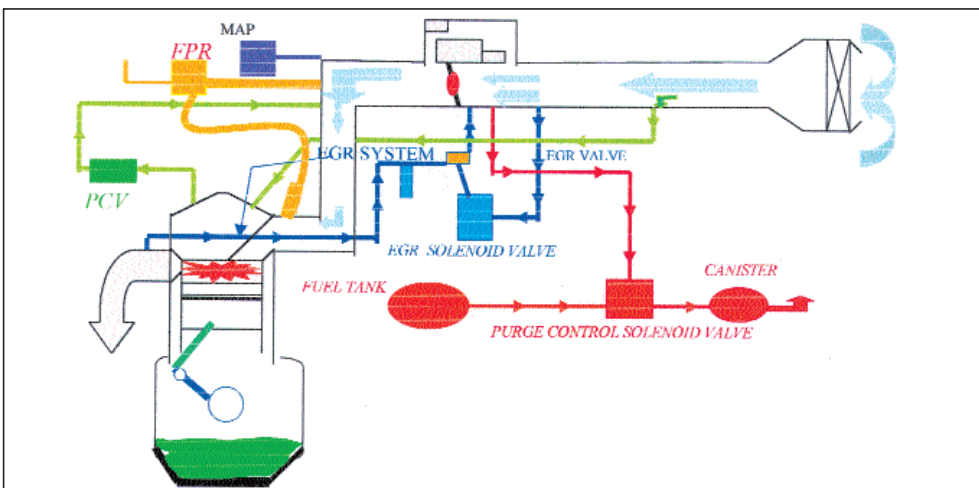 MAP
FPR
EGR SYSTEM
EGR VALVE
PCV
EGR SOLENOID VALVE
FUEL TANK
CANISTER
PURGE CONTROL SOLENOID VALVE